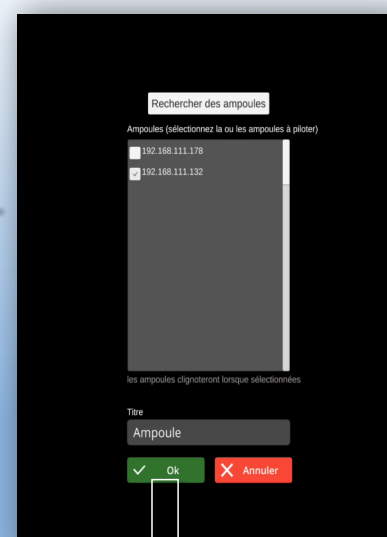 Rechercher des ampoules
Ampoules (sélectionnez la ou les ampoules à piloter)
192.168.111.178
192.168.111.132
les ampoules clignoteront lorsque sélectionnées
Titre
Ampoule
Ok
Annuler